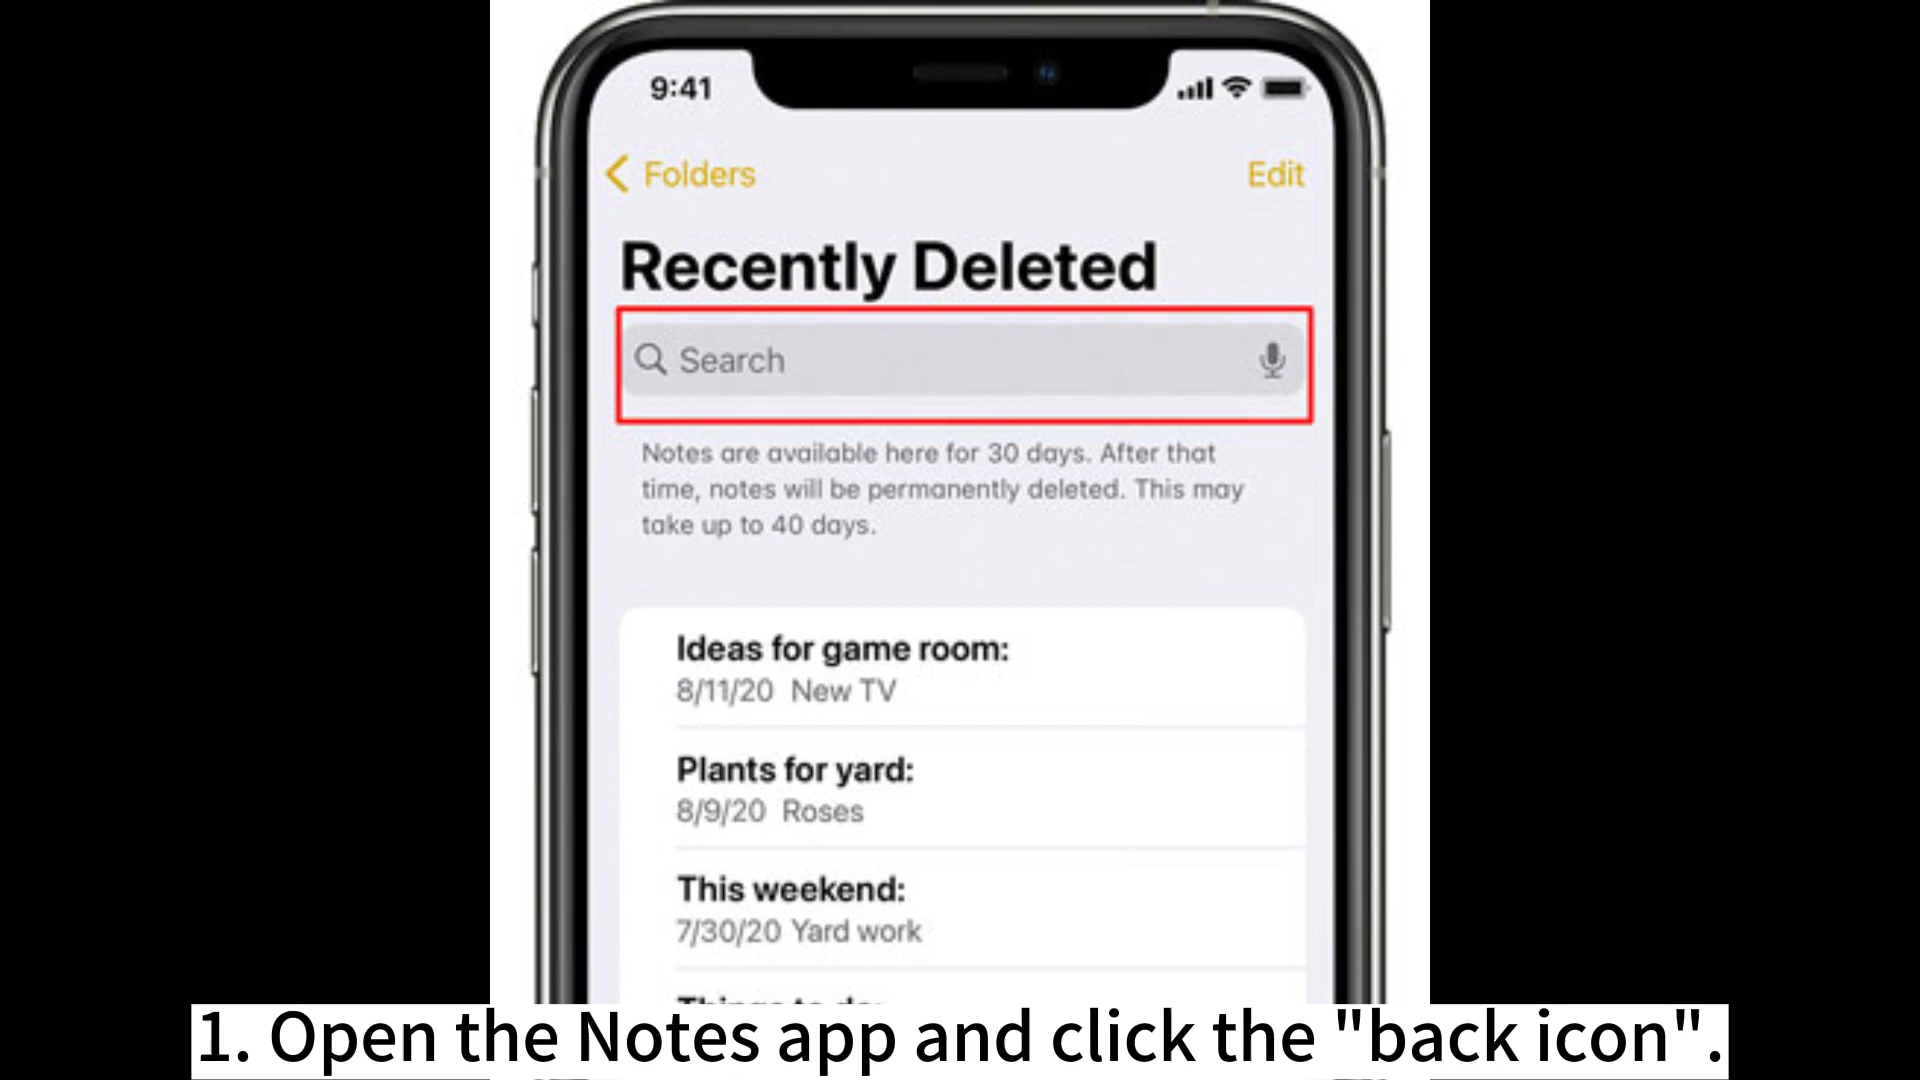 9:41
Folders
Edit
Recently Deleted
Search
Notes are available here for 30 days. After that
time, notes will be permanently deleted. This may
take up to 40 days.
Ideas for game room:
8/11/20 New TV
Plants for yard:
8/9/20 Roses
This weekend:
7/30/20 Yard work
Things to do:
1. Open the Notes app and click the "back icon".